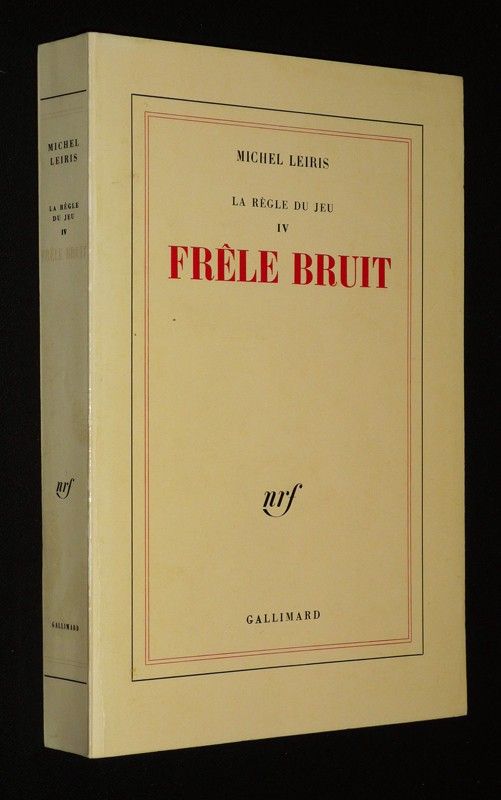 MICHEL
LEIRIS
LA RÈGLE
DU JEU
IV
FRÊLE BRUIT
nrf
GALLIMARD
MICHEL LEIRIS
LA RÈGLE DU JEU
IV
FRÊLE BRUIT
nrf
GALLIMARD